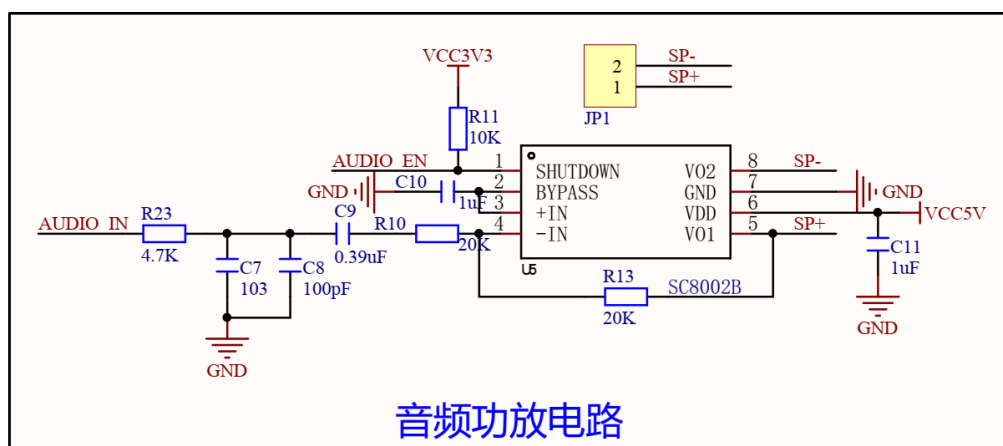 VCC3V3
2 SP-
1 SP+
JP1
R11
10K
AUDIO_EN 1 SHUTDOWN VO2 8 SP-
GND C10 2 BYPASS GND 7 GND
1uF 3 +IN VDD 6 VCC5V
AUDIO_IN R23 C9 R10 4 -IN VO1 5 SP+
4.7K 0.39uF 20K
C7 C8 C11
103 100pF 1uF
U5
R13 SC8002B
20K
GND GND
音频功放电路